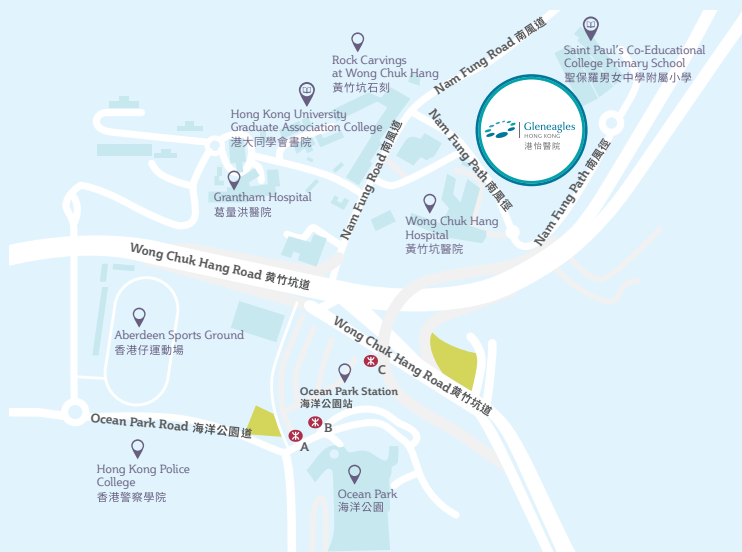 Nam Fung Road 南風道
Saint Paul's Co-Educational
College Primary School
聖保羅男女中學附屬小學
Rock Carvings
at Wong Chuk Hang
黃竹坑石刻
Hong Kong University
Graduate Association College
港大同學會書院
Gleneagles
HONG KONG
港怡醫院
Nam Fung Path 南風徑
Nam Fung Road 南風道
Nam Fung Path 南風徑
Grantham Hospital
葛量洪醫院
Wong Chuk Hang
Hospital
黃竹坑醫院
Wong Chuk Hang Road 黄竹坑道
Aberdeen Sports Ground
香港仔運動場
Wong Chuk Hang Road 黄竹坑道
C
Ocean Park Station
海洋公園站
Ocean Park Road 海洋公園道
B
A
Hong Kong Police
College
香港警察學院
Ocean Park
海洋公園